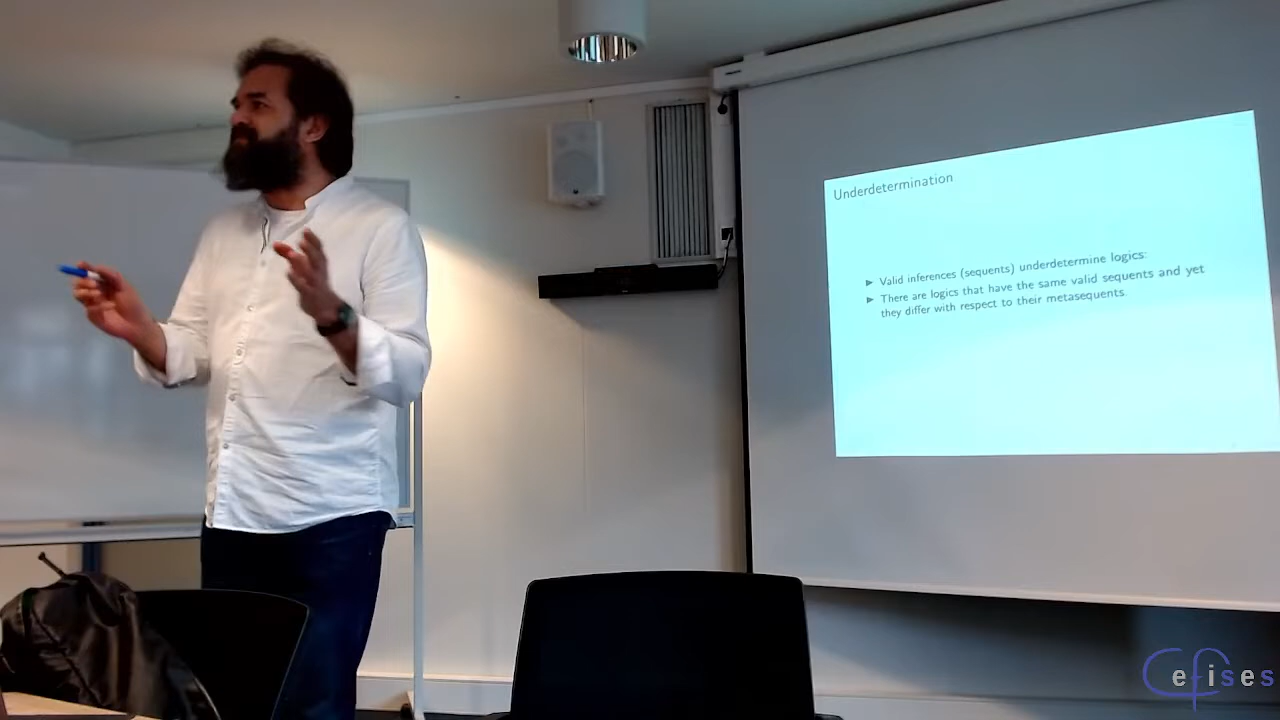 Underdetermination
▶ Valid inferences (sequents) underdetermine logics:
▶ There are logics that have the same valid sequents and yet
they differ with respect to their metasequents.
Cefises